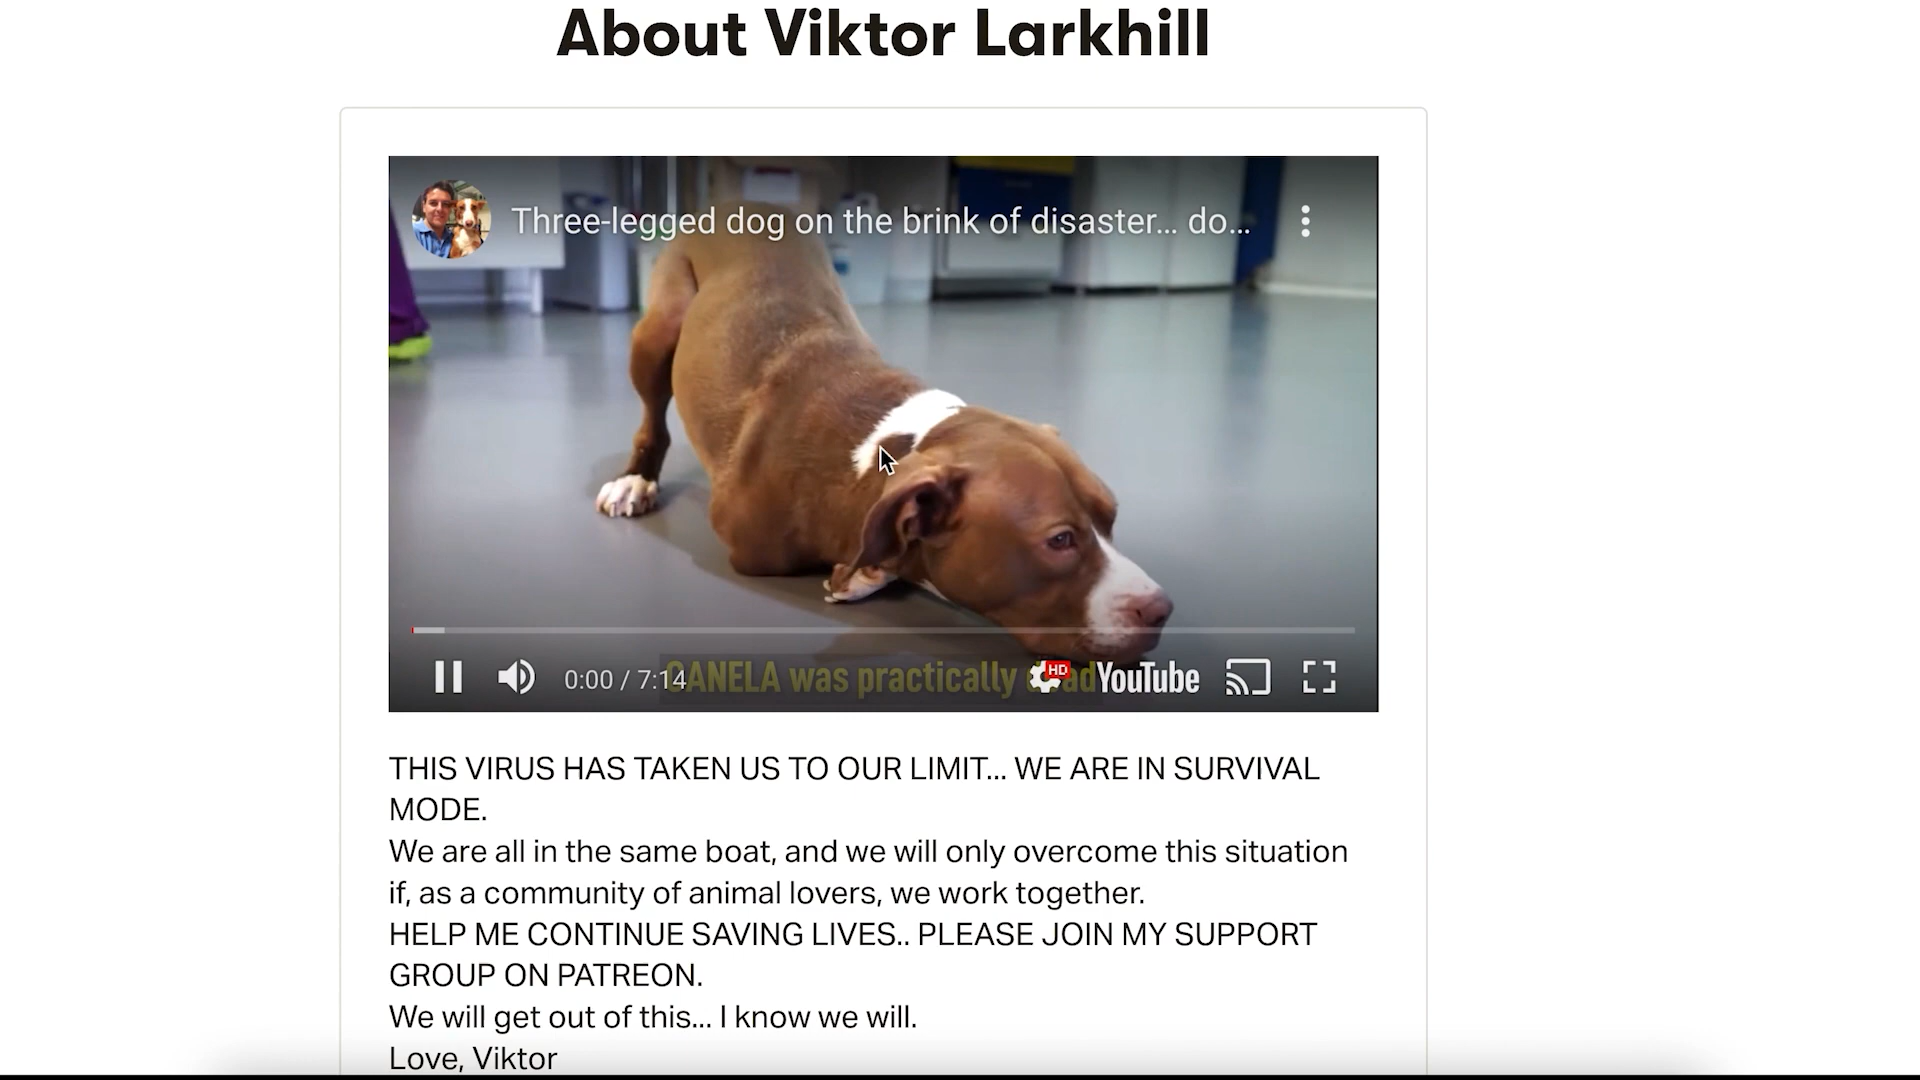 About Viktor Larkhill
Three-legged dog on the brink of disaster... do...
0:00 / 7:14
CANELA was practically dead
HD
YouTube
THIS VIRUS HAS TAKEN US TO OUR LIMIT... WE ARE IN SURVIVAL
MODE.
We are all in the same boat, and we will only overcome this situation
if, as a community of animal lovers, we work together.
HELP ME CONTINUE SAVING LIVES.. PLEASE JOIN MY SUPPORT
GROUP ON PATREON.
We will get out of this... I know we will.
Love, Viktor